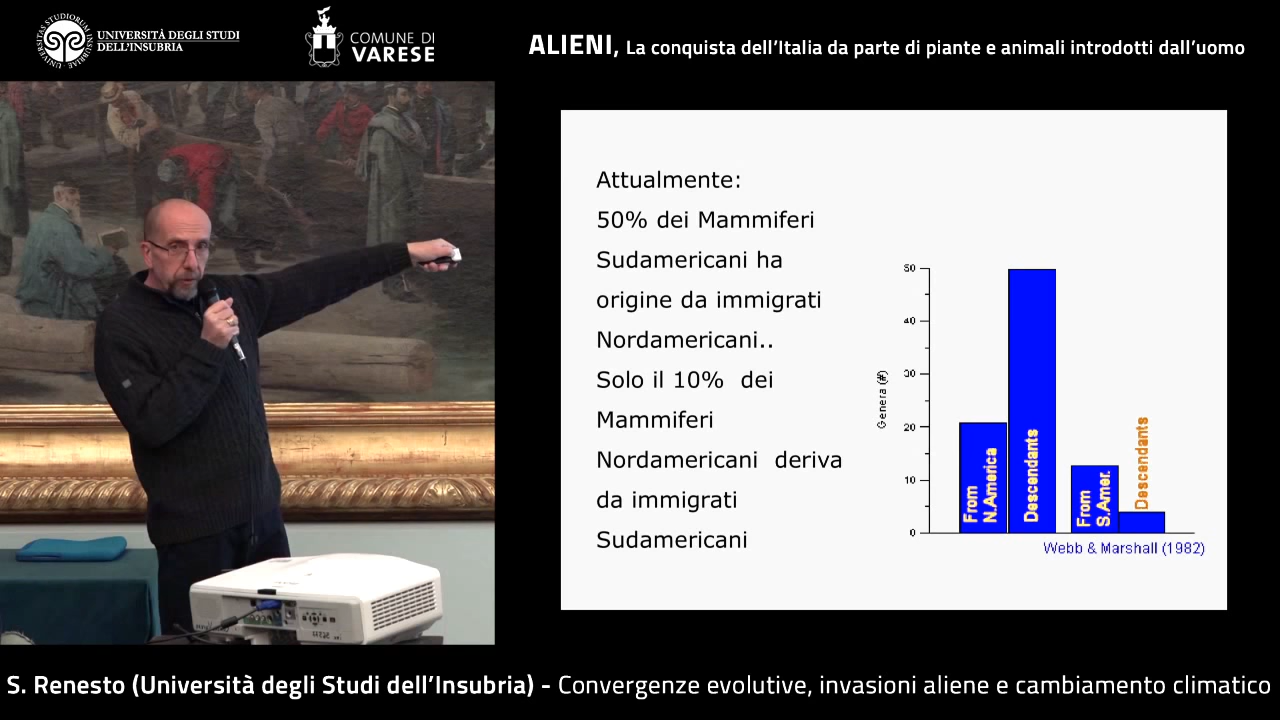 UNIVERSITÀ DEGLI STUDI
DELL'INSUBRIA
COMUNE DI
VARESE
ALIENI, La conquista dell'Italia da parte di piante e animali introdotti dall'uomo
Attualmente:
50% dei Mammiferi
Sudamericani ha
origine da immigrati
Nordamericani..
Solo il 10% dei
Mammiferi
Nordamericani deriva
da immigrati
Sudamericani
50
40
30
20
10
0
Genera (#)
From
N.America
Descendants
From
S.Amer.
Descendants
Webb & Marshall (1982)
S. Renesto (Università degli Studi dell'Insubria) - Convergenze evolutive, invasioni aliene e cambiamento climatico